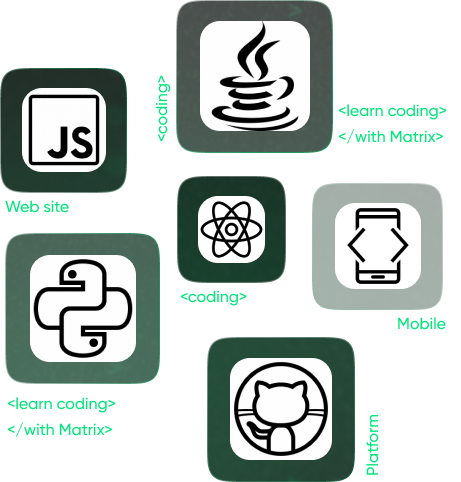 <coding>
<learn coding>
</with Matrix>
JS
Web site
<coding>
Mobile
<learn coding>
</with Matrix>
Platform